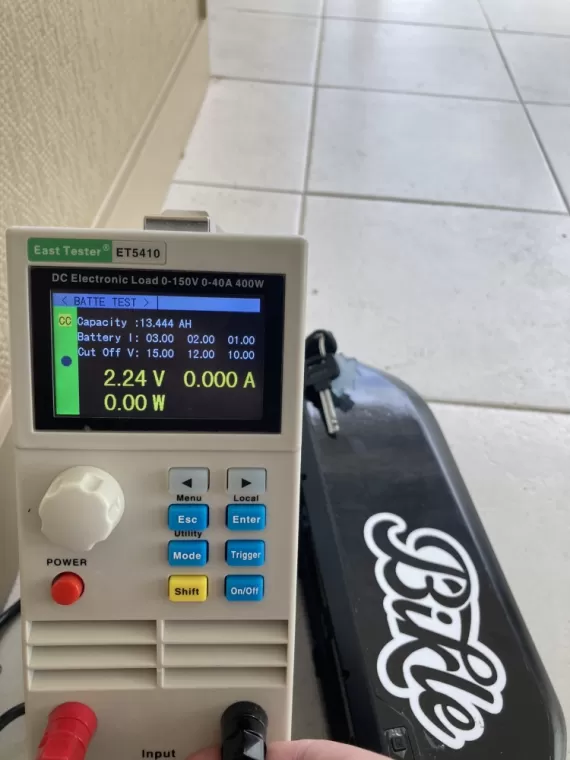 East Tester® ET5410
DC Electronic Load 0-150V 0-40A 400W
< BATTE TEST >
CC
Capacity :13.444 AH
Battery I: 03.00 02.00 01.00
Cut Off V: 15.00 12.00 10.00
2.24 V 0.000 A
0.00 W
◀ ▶
Menu Local
Esc Enter
Utility
Mode Trigger
POWER
Shift On/Off
Input
Bikle